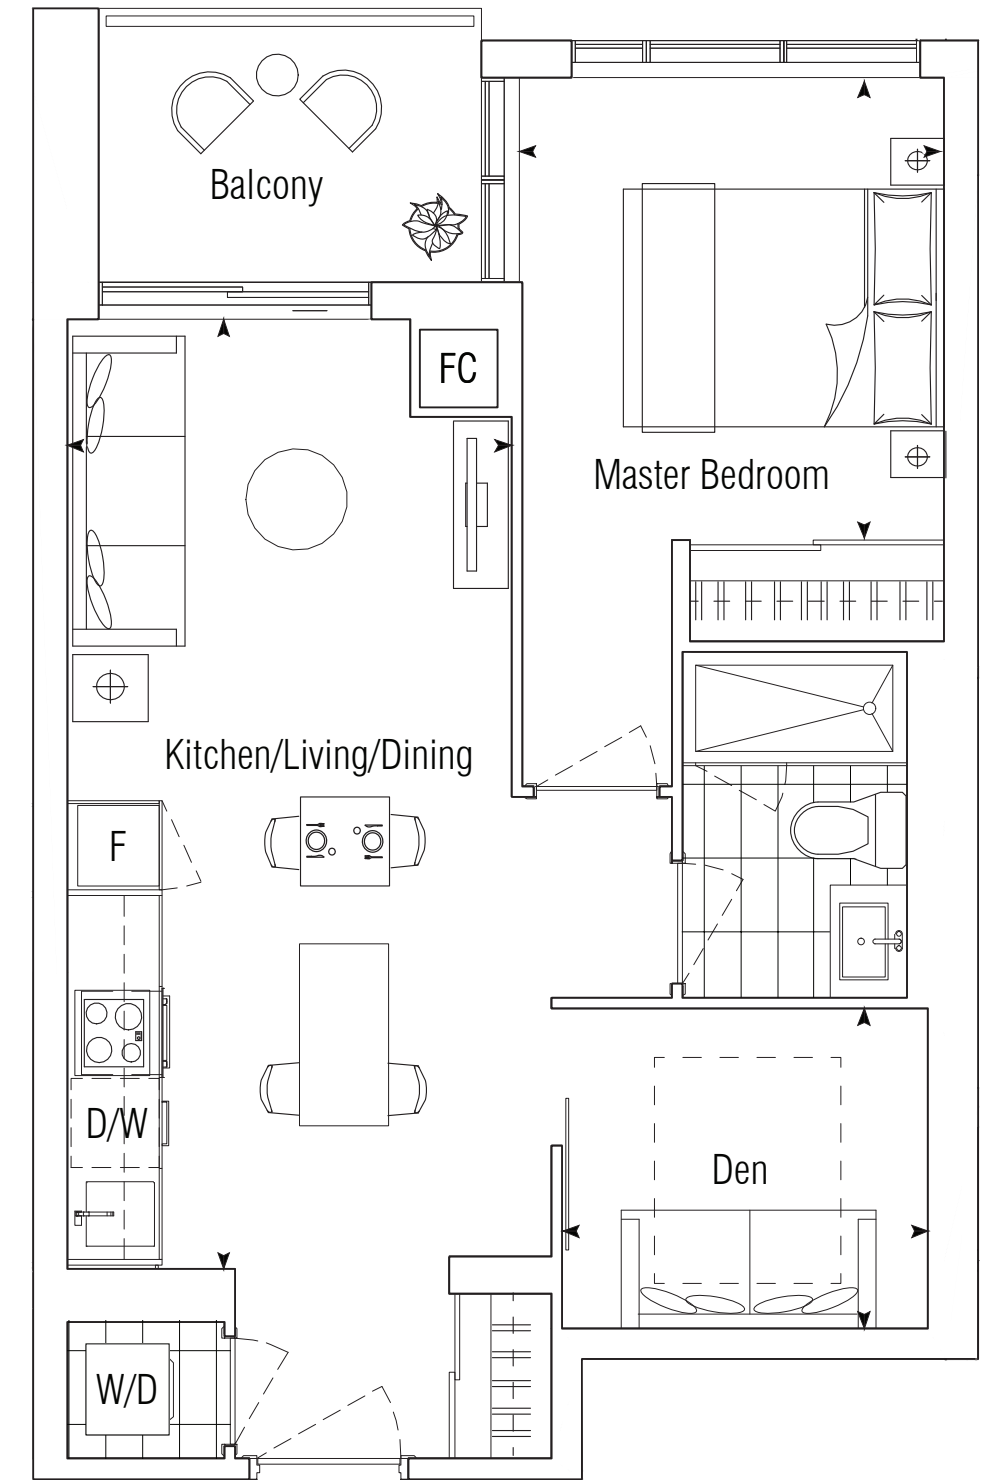 Balcony
FC
Master Bedroom
Kitchen/Living/Dining
F
D/W
Den
W/D